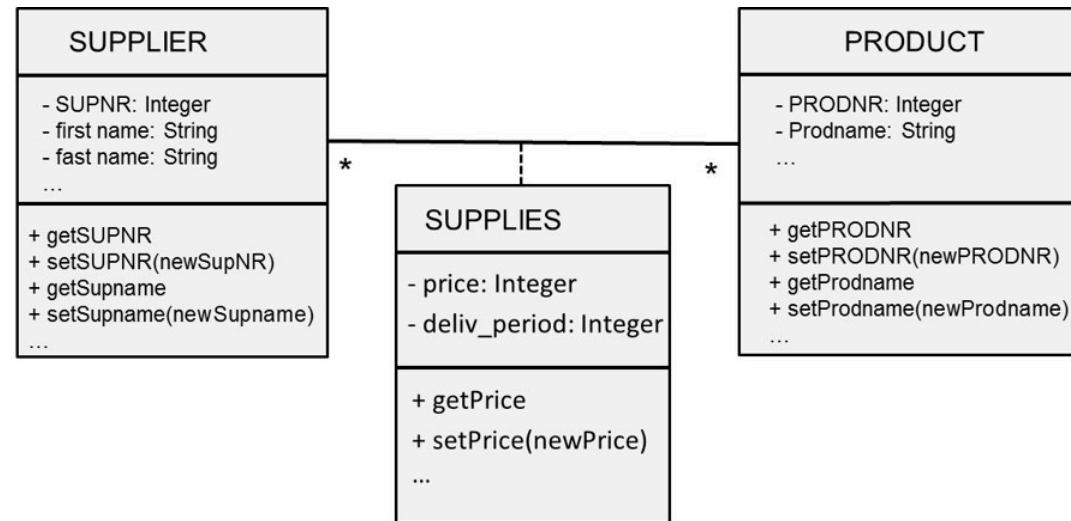 SUPPLIER
- SUPNR: Integer
- first name: String
- fast name: String
...
+ getSUPNR
+ setSUPNR(newSupNR)
+ getSupname
+ setSupname(newSupname)
...
*
*
SUPPLIES
- price: Integer
- deliv_period: Integer
+ getPrice
+ setPrice(newPrice)
...
PRODUCT
- PRODNR: Integer
- Prodname: String
...
+ getPRODNR
+ setPRODNR(newPRODNR)
+ getProdname
+ setProdname(newProdname)
...